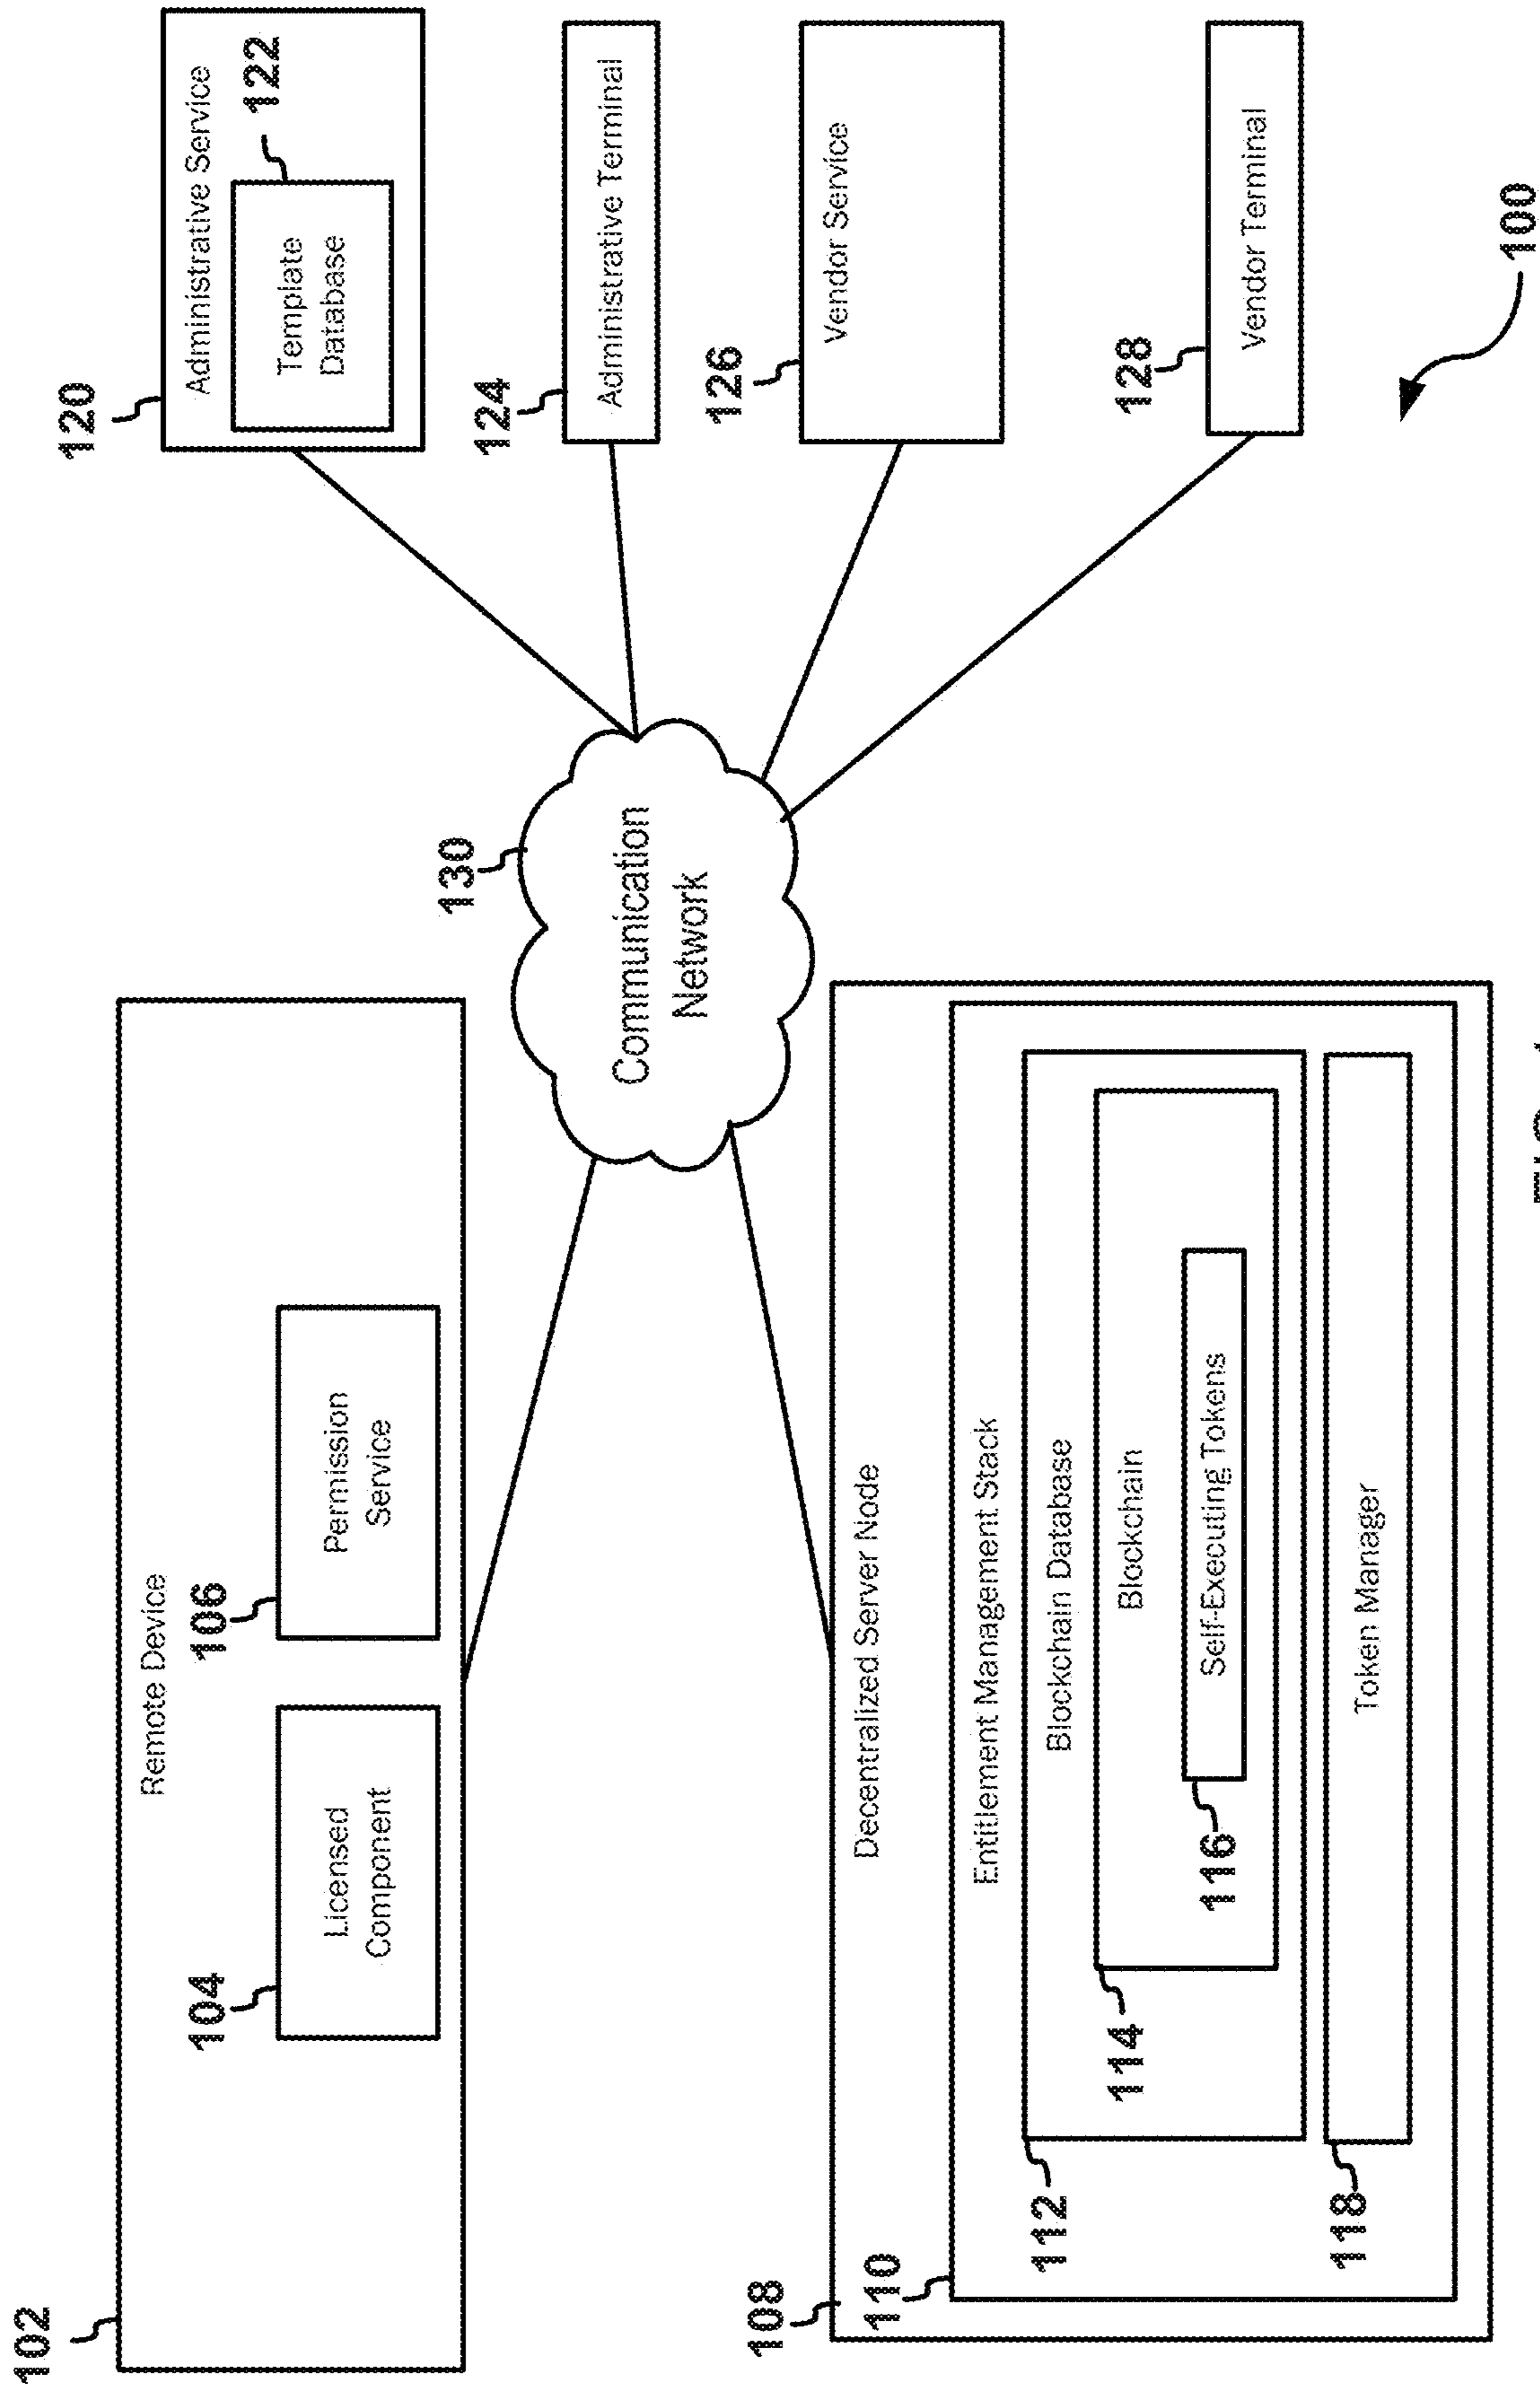 102
Remote Device
104
Licensed
Component
106
Permission
Service
108
Decentralized Server Node
110
Entitlement Management Stack
112
Blockchain Database
114
Blockchain
116
Self-Executing Tokens
118
Token Manager
130
Communication
Network
120
Administrative Service
122
Template
Database
124
Administrative Terminal
126
Vendor Service
128
Vendor Terminal
100